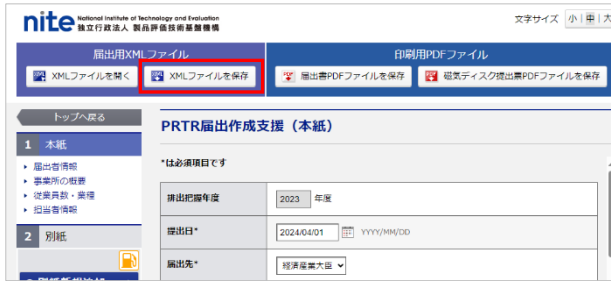 nite National Institute of Technology and Evaluation
独立行政法人 製品評価技術基盤機構
文字サイズ 小 中 大
届出用XMLファイル
印刷用PDFファイル
XMLファイルを開く
XMLファイルを保存
届出書PDFファイルを保存
磁気ディスク提出票PDFファイルを保存
トップへ戻る
PRTR届出作成支援（本紙）
1 本紙
届出者情報
事業所の概要
従業員数・業種
担当者情報
2 別紙
*は必須項目です
排出把握年度
2023 年度
提出日*
2024/04/01 YYYY/MM/DD
届出先*
経済産業大臣